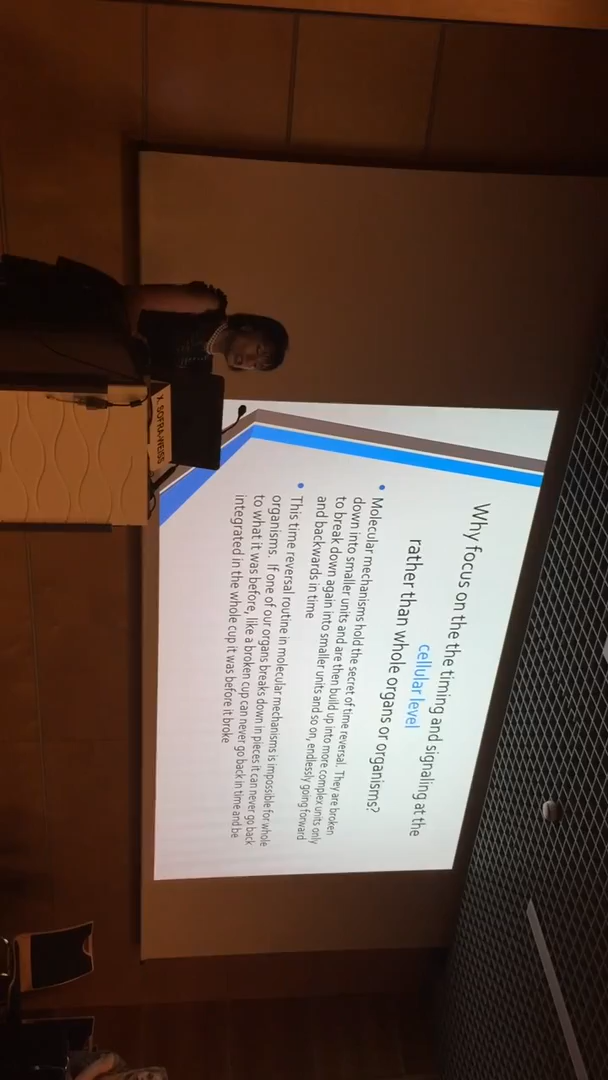 Why focus on the the timing and signaling at the
cellular level
rather than whole organs or organisms?
• Molecular mechanisms hold the secret of time reversal. They are broken
down into smaller units and are then build up into more complex units only
to break down again into smaller units and so on, endlessly going forward
and backwards in time
• This time reversal routine in molecular mechanisms is impossible for whole
organisms. If one of our organs breaks down in pieces it can never go back
to what it was before, like a broken cup can never go back in time and be
integrated in the whole cup it was before it broke
X. SOFRA-WEISS